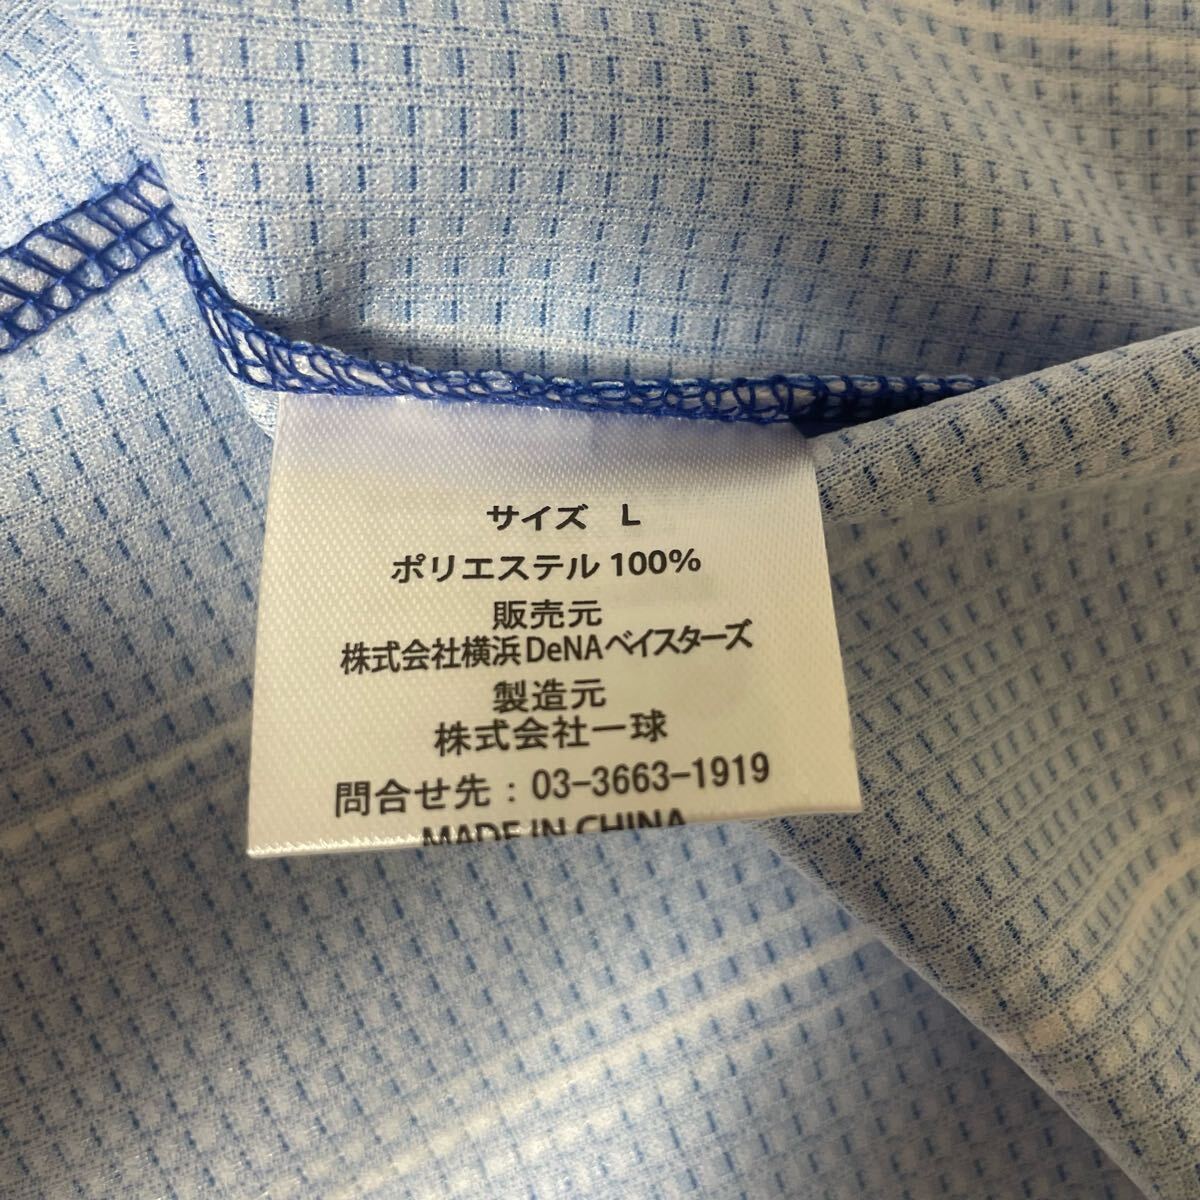 サイズ L
ポリエステル 100%
販売元
株式会社横浜DeNAベイスターズ
製造元
株式会社一球
問合せ先：03-3663-1919
MADE IN CHINA